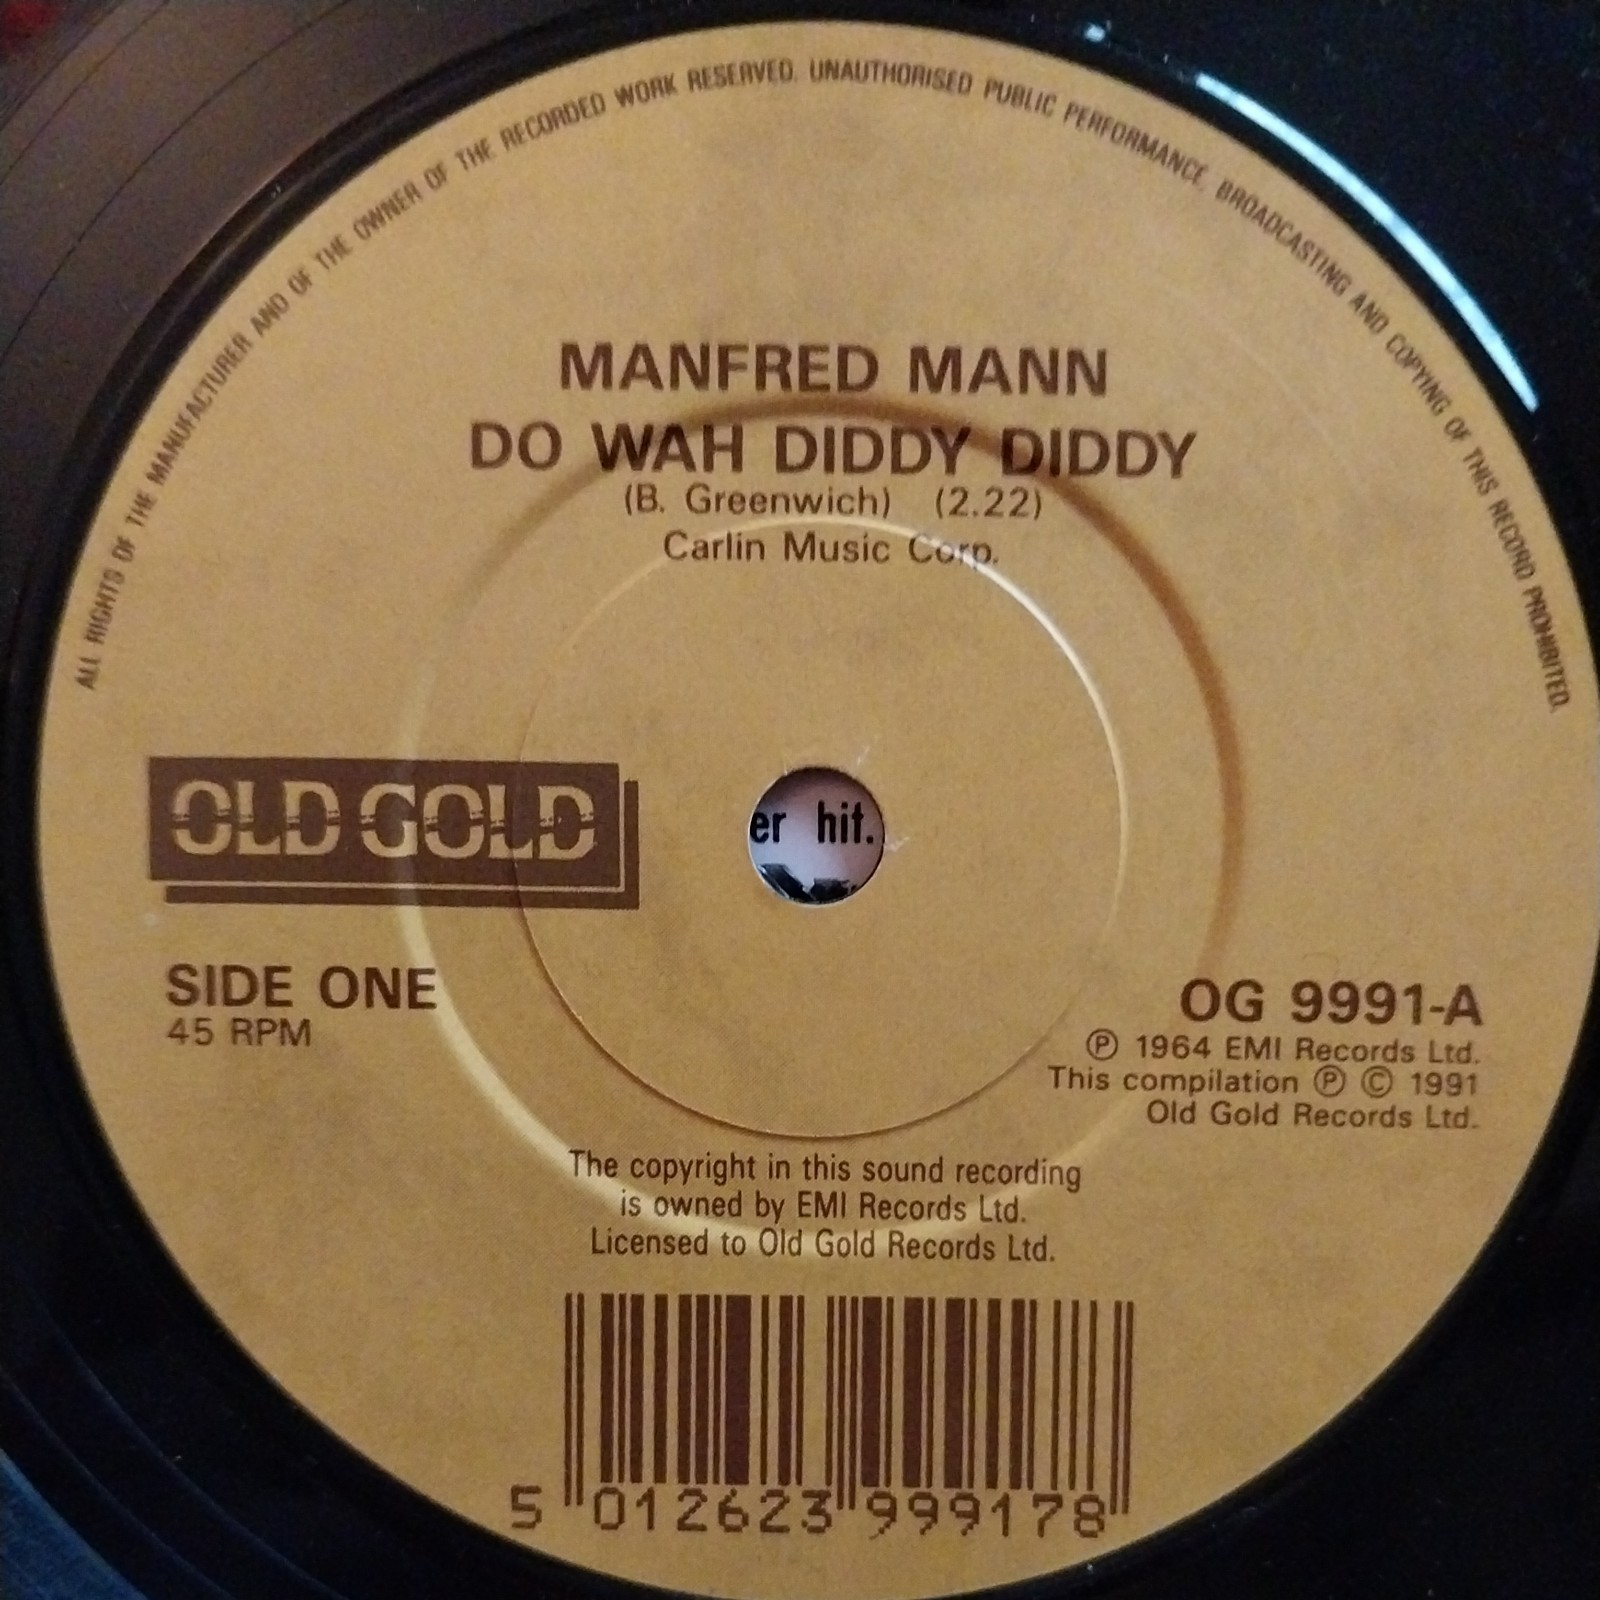 ALL RIGHTS OF THE MANUFACTURER AND OF THE OWNER OF THE RECORDED WORK RESERVED. UNAUTHORISED PUBLIC PERFORMANCE, BROADCASTING AND COPYING OF THIS RECORD PROHIBITED.
MANFRED MANN
DO WAH DIDDY DIDDY
(B. Greenwich) (2.22)
Carlin Music Corp.
OLD GOLD
er hit.
SIDE ONE
45 RPM
OG 9991-A
Ⓟ 1964 EMI Records Ltd.
This compilation Ⓟ © 1991
Old Gold Records Ltd.
The copyright in this sound recording
is owned by EMI Records Ltd.
Licensed to Old Gold Records Ltd.
5 012623 999178